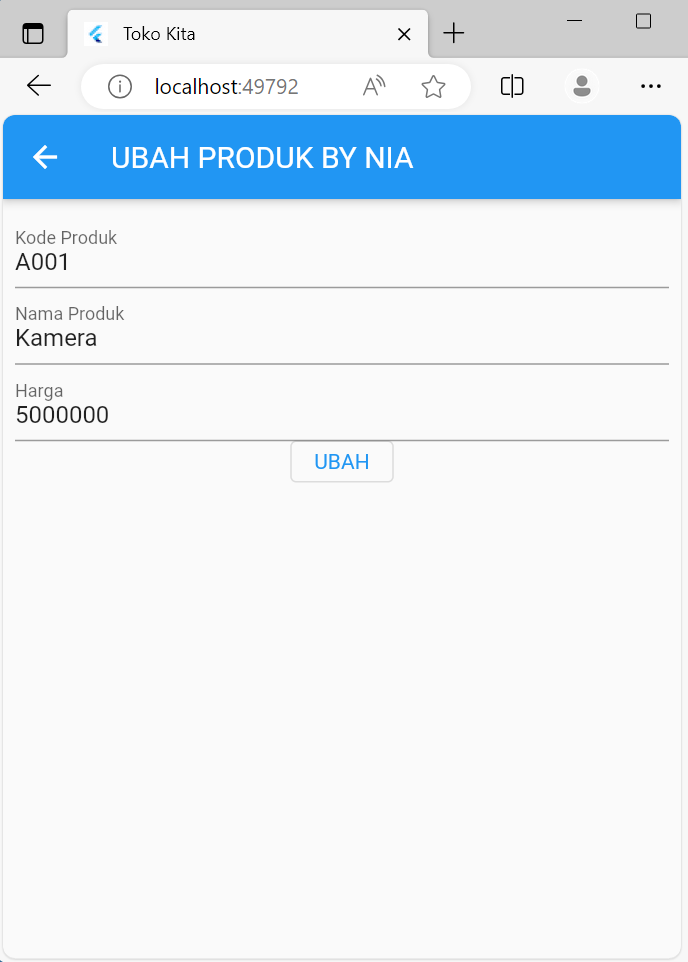 Toko Kita
localhost:49792
UBAH PRODUK BY NIA
Kode Produk
A001
Nama Produk
Kamera
Harga
5000000
UBAH